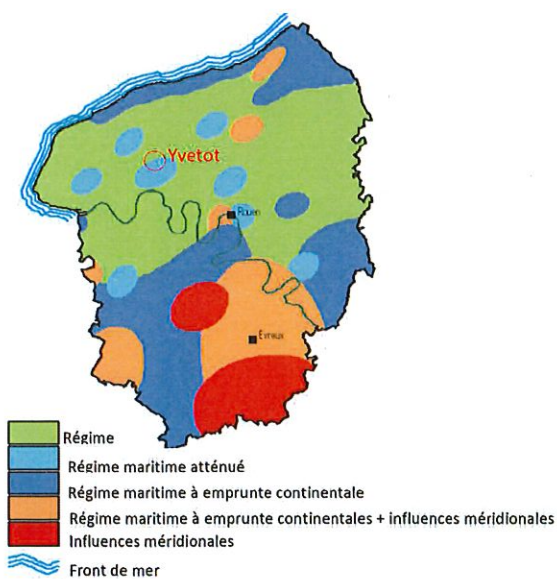 Yvetot
Rouen
Evreux
Régime
Régime maritime atténué
Régime maritime à emprunte continentale
Régime maritime à emprunte continentales + influences méridionales
Influences méridionales
Front de mer